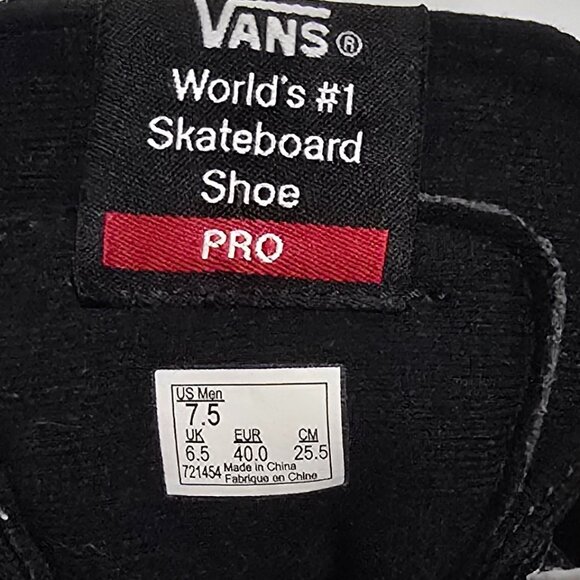 VANS®
World's #1
Skateboard
Shoe
PRO
US Men
7.5
UK EUR CM
6.5 40.0 25.5
721454 Made in China
Fabrique en Chine